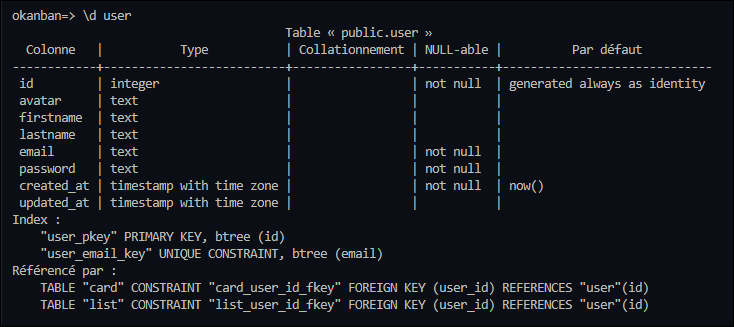 okanban=> \d user
                                      Table « public.user »
  Colonne   |           Type           | Collationnement | NULL-able |          Par défaut
------------+--------------------------+-----------------+-----------+------------------------------
 id         | integer                  |                 | not null  | generated always as identity
 avatar     | text                     |                 |           |
 firstname  | text                     |                 |           |
 lastname   | text                     |                 |           |
 email      | text                     |                 | not null  |
 password   | text                     |                 | not null  |
 created_at | timestamp with time zone |                 | not null  | now()
 updated_at | timestamp with time zone |                 |           |
Index :
    "user_pkey" PRIMARY KEY, btree (id)
    "user_email_key" UNIQUE CONSTRAINT, btree (email)
Référencé par :
    TABLE "card" CONSTRAINT "card_user_id_fkey" FOREIGN KEY (user_id) REFERENCES "user"(id)
    TABLE "list" CONSTRAINT "list_user_id_fkey" FOREIGN KEY (user_id) REFERENCES "user"(id)